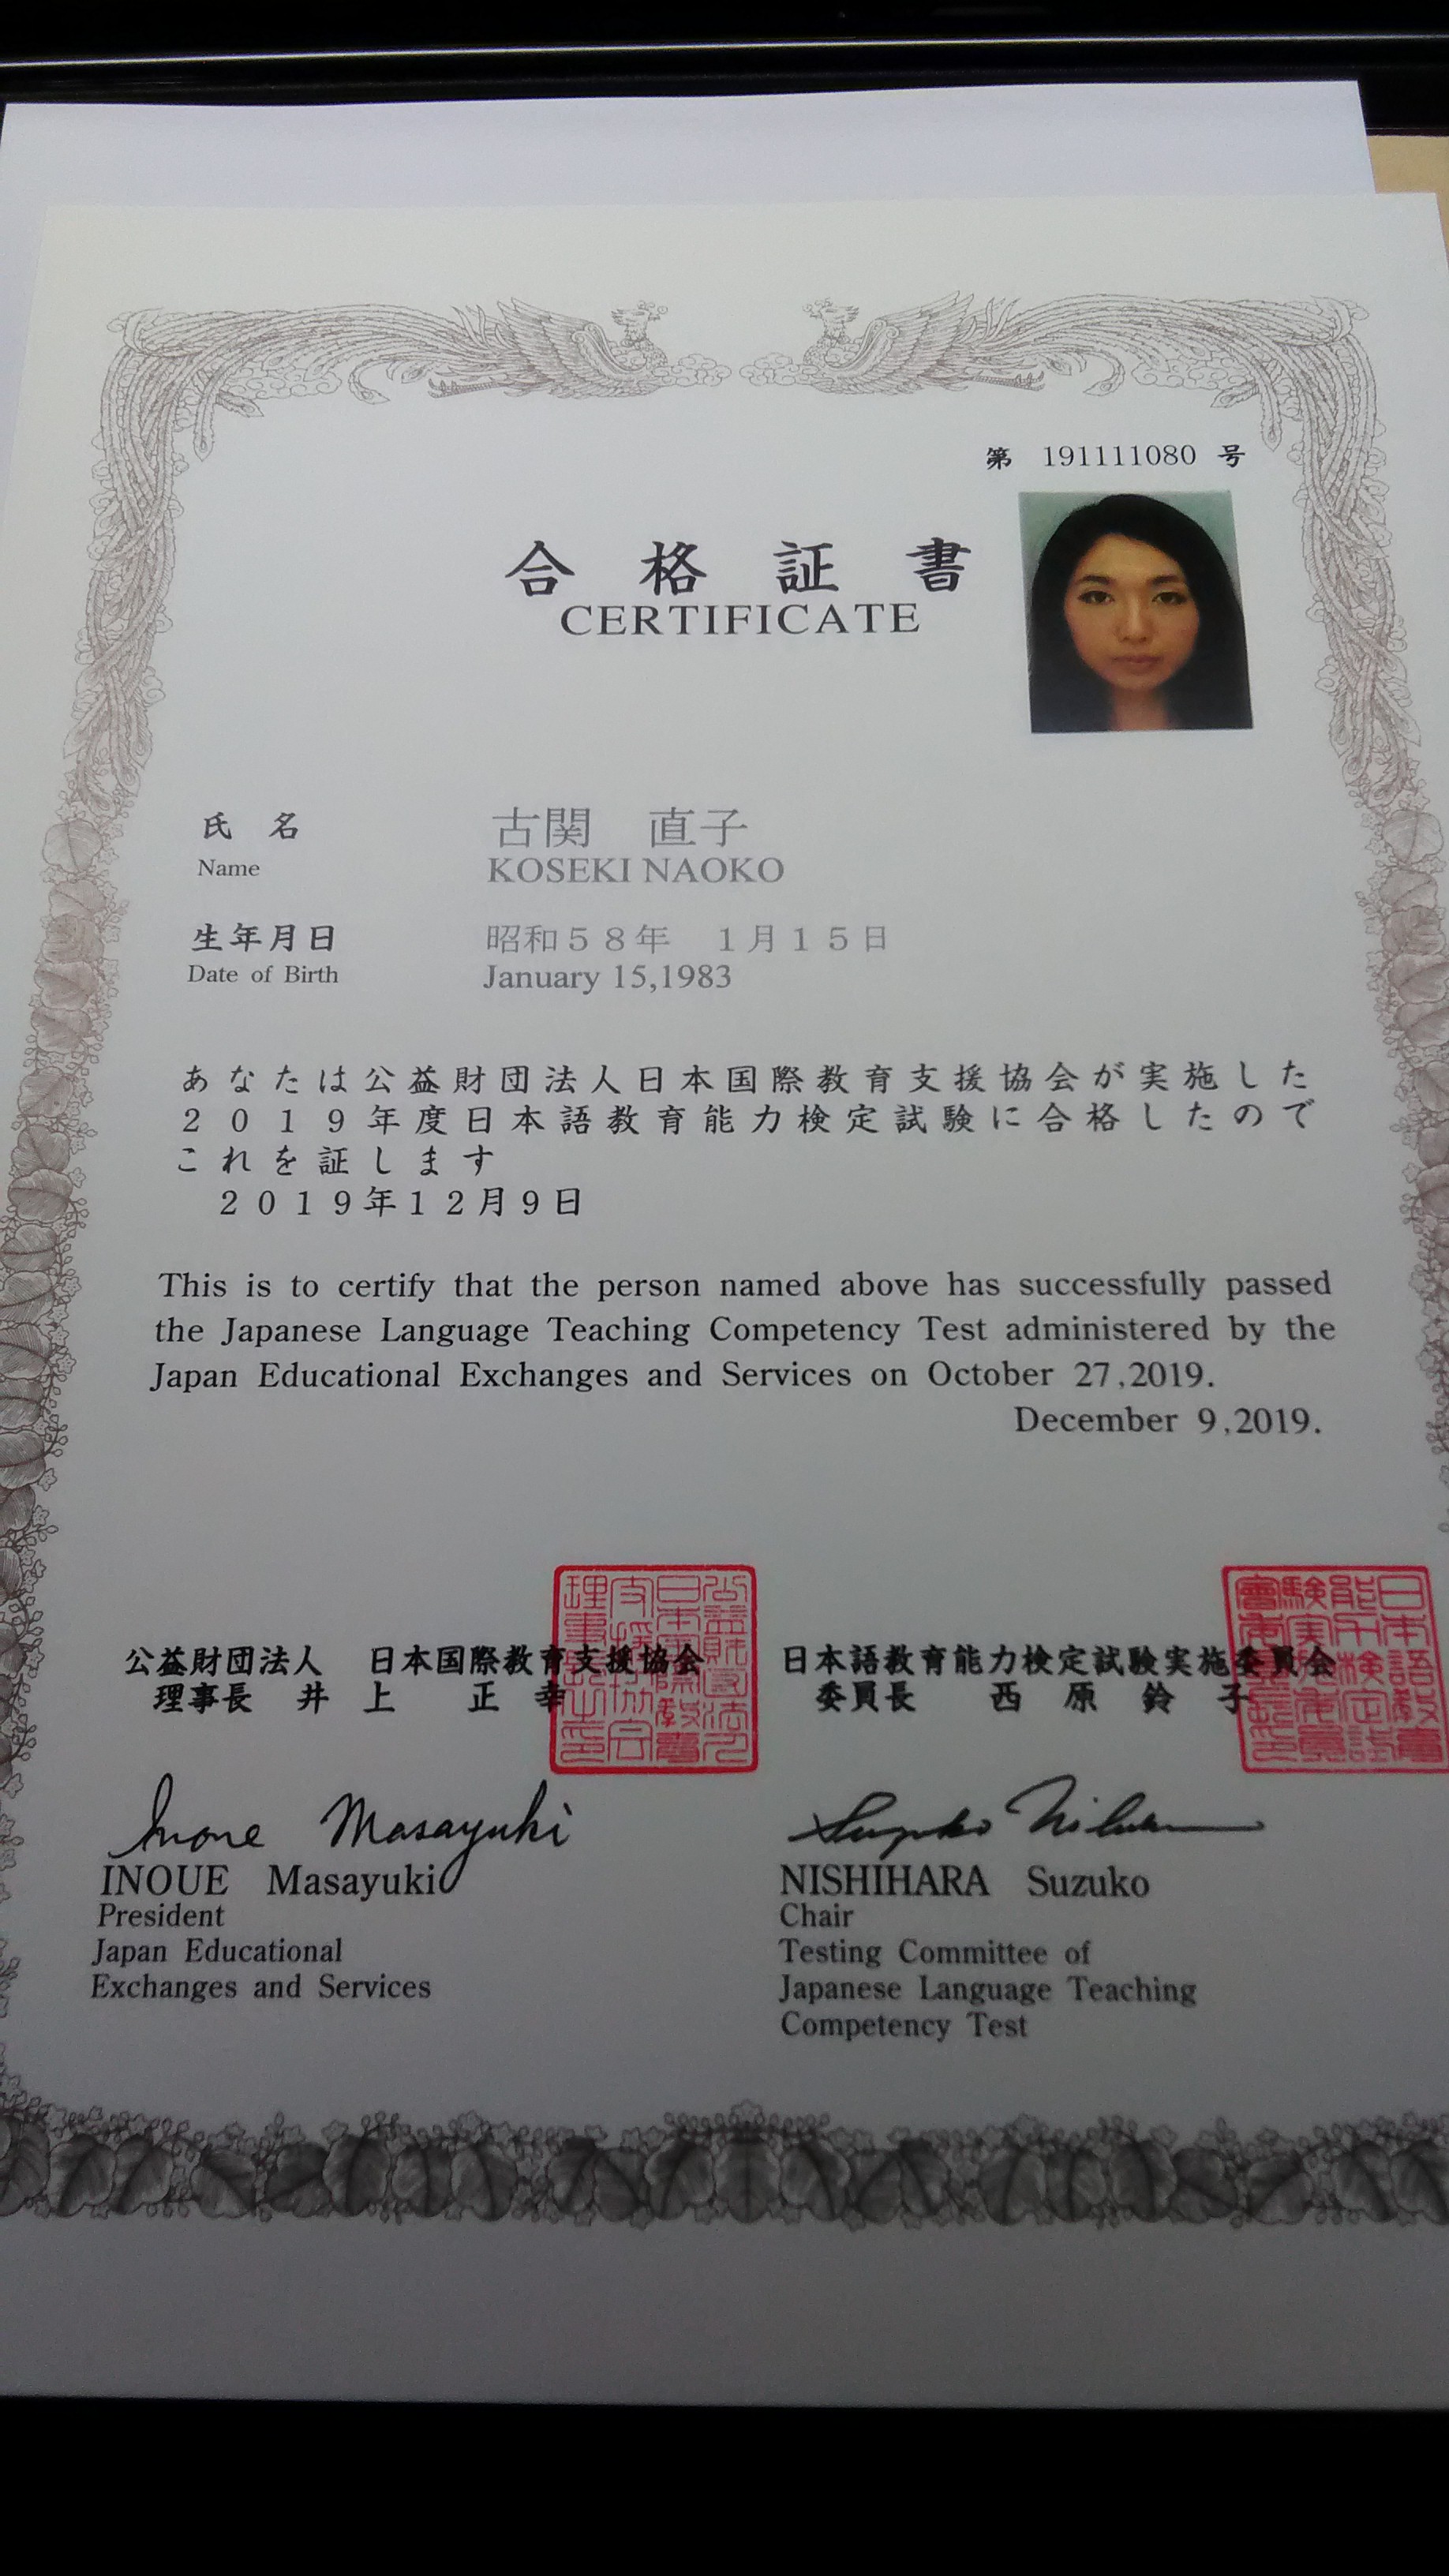 第 191111080 号
合格証書
CERTIFICATE
氏名 古関 直子
Name KOSEKI NAOKO
生年月日 昭和58年 1月15日
Date of Birth January 15,1983
あなたは公益財団法人日本国際教育支援協会が実施した
2019年度日本語教育能力検定試験に合格したので
これを証します
2019年12月9日
This is to certify that the person named above has successfully passed
the Japanese Language Teaching Competency Test administered by the
Japan Educational Exchanges and Services on October 27,2019.
December 9,2019.
公益財団法人 日本国際教育支援協会
理事長 井上 正幸
Inoue Masayuki
INOUE Masayuki
President
Japan Educational
Exchanges and Services
日本語教育能力検定試験実施委員会
委員長 西原鈴子
Suzuko Nishihara
NISHIHARA Suzuko
Chair
Testing Committee of
Japanese Language Teaching
Competency Test